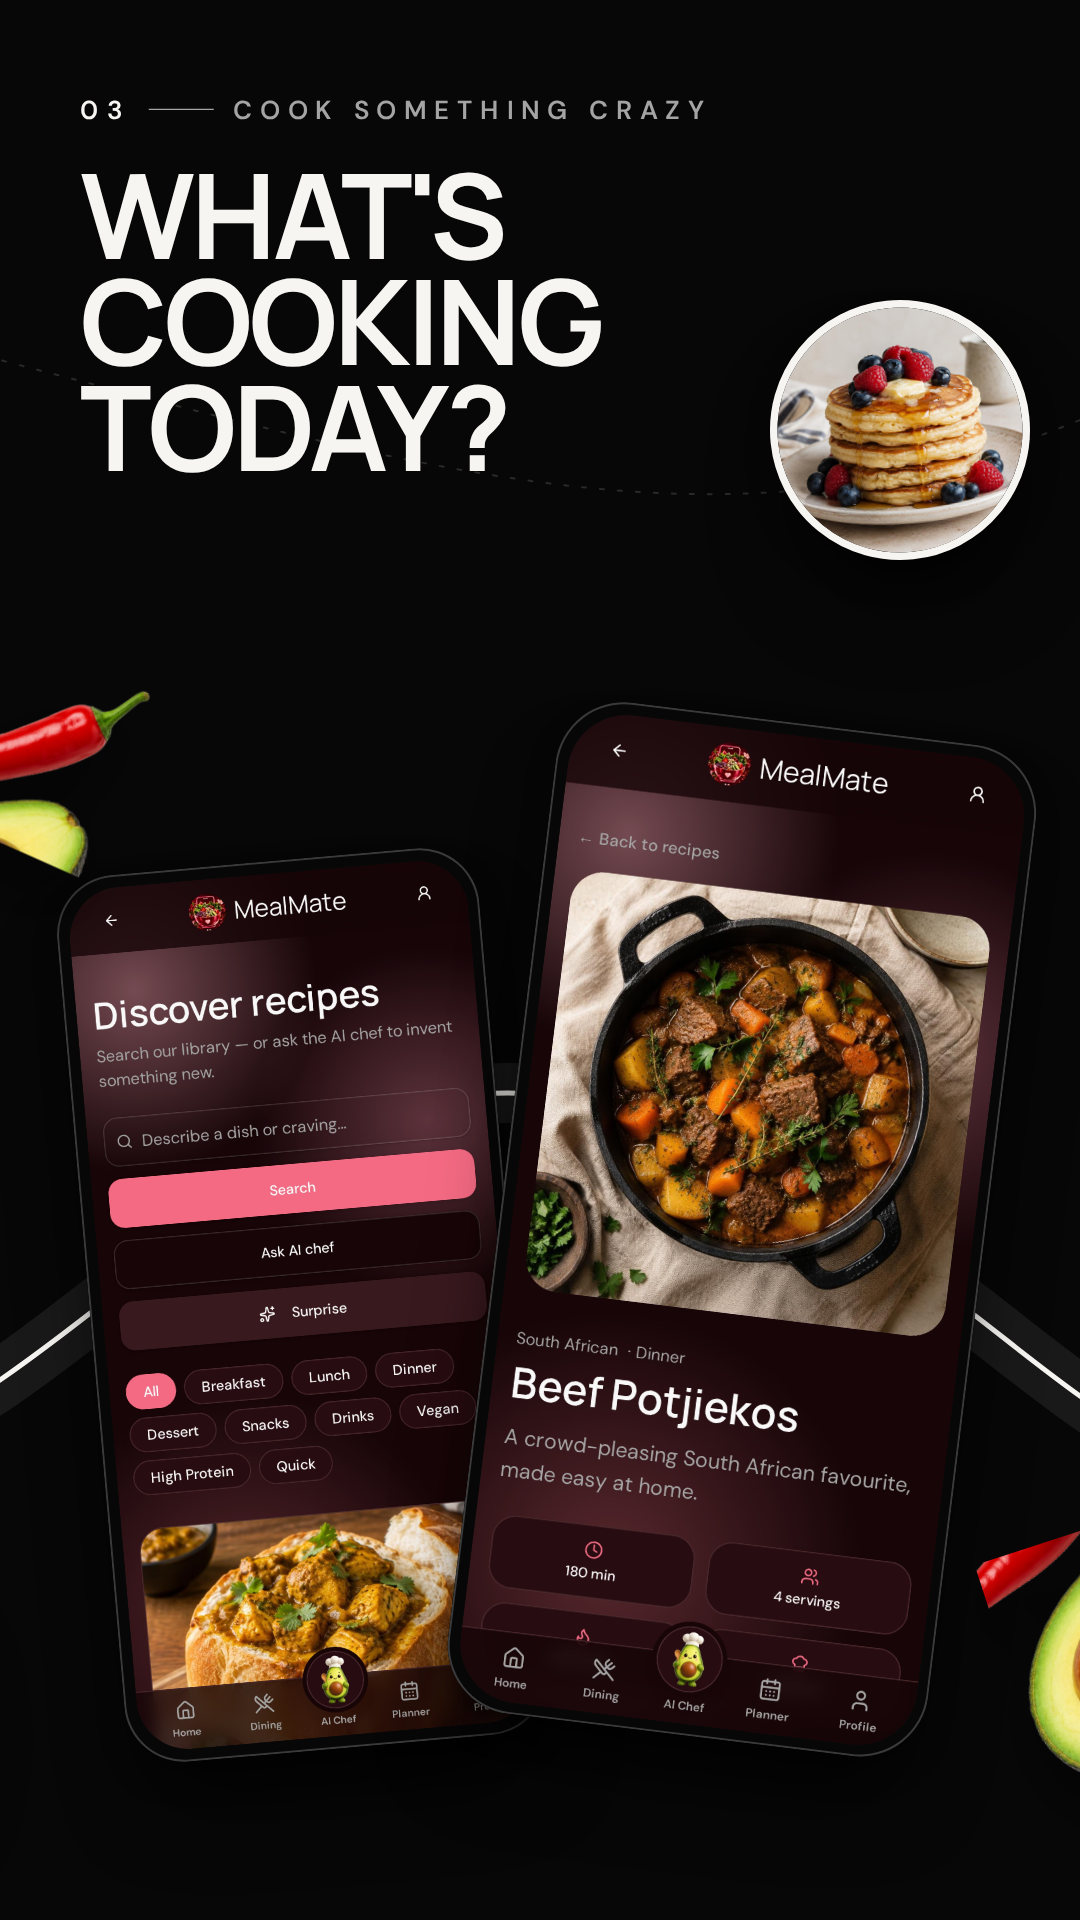 03 COOK SOMETHING CRAZY
WHAT'S
COOKING
TODAY?
MealMate
Discover recipes
Search our library — or ask the AI chef to invent
something new.
Describe a dish or craving...
Search
Ask AI chef
Surprise
All Breakfast Lunch Dinner
Dessert Snacks Drinks Vegan
High Protein Quick
Home Dining AI Chef Planner
MealMate
← Back to recipes
South African · Dinner
Beef Potjiekos
A crowd-pleasing South African favourite,
made easy at home.
180 min
4 servings
Home Dining AI Chef Planner Profile